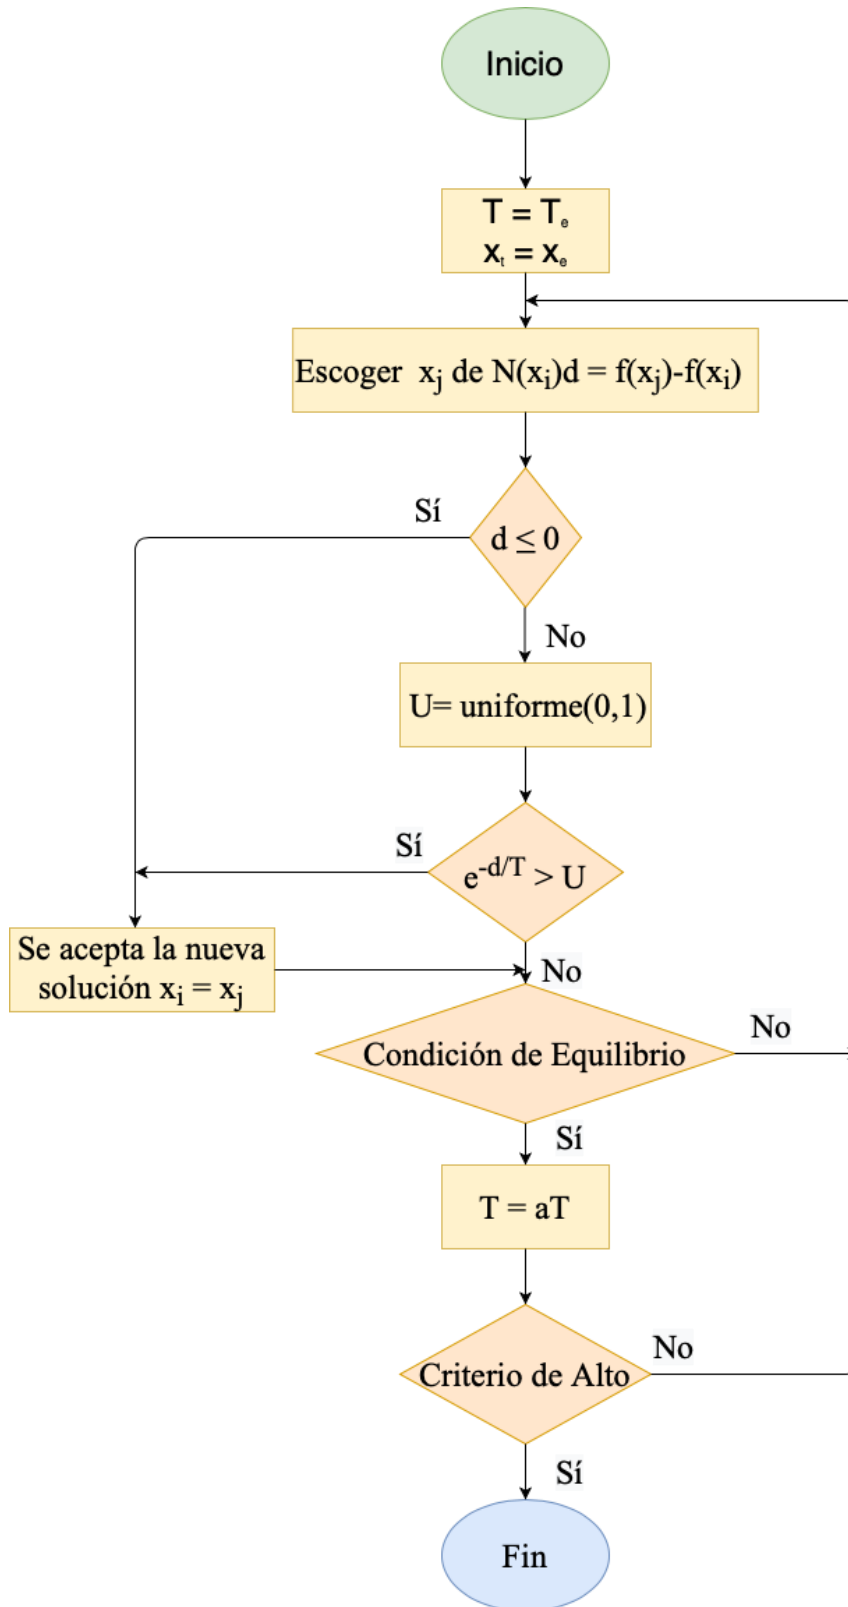 Inicio
T = Tₑ
xₜ = xₑ
Escoger xⱼ de N(xᵢ)d = f(xⱼ)-f(xᵢ)
Sí
d ≤ 0
No
U= uniforme(0,1)
Sí
e^-d/T > U
Se acepta la nueva
solución xᵢ = xⱼ
No
Condición de Equilibrio
No
Sí
T = aT
Criterio de Alto
No
Sí
Fin